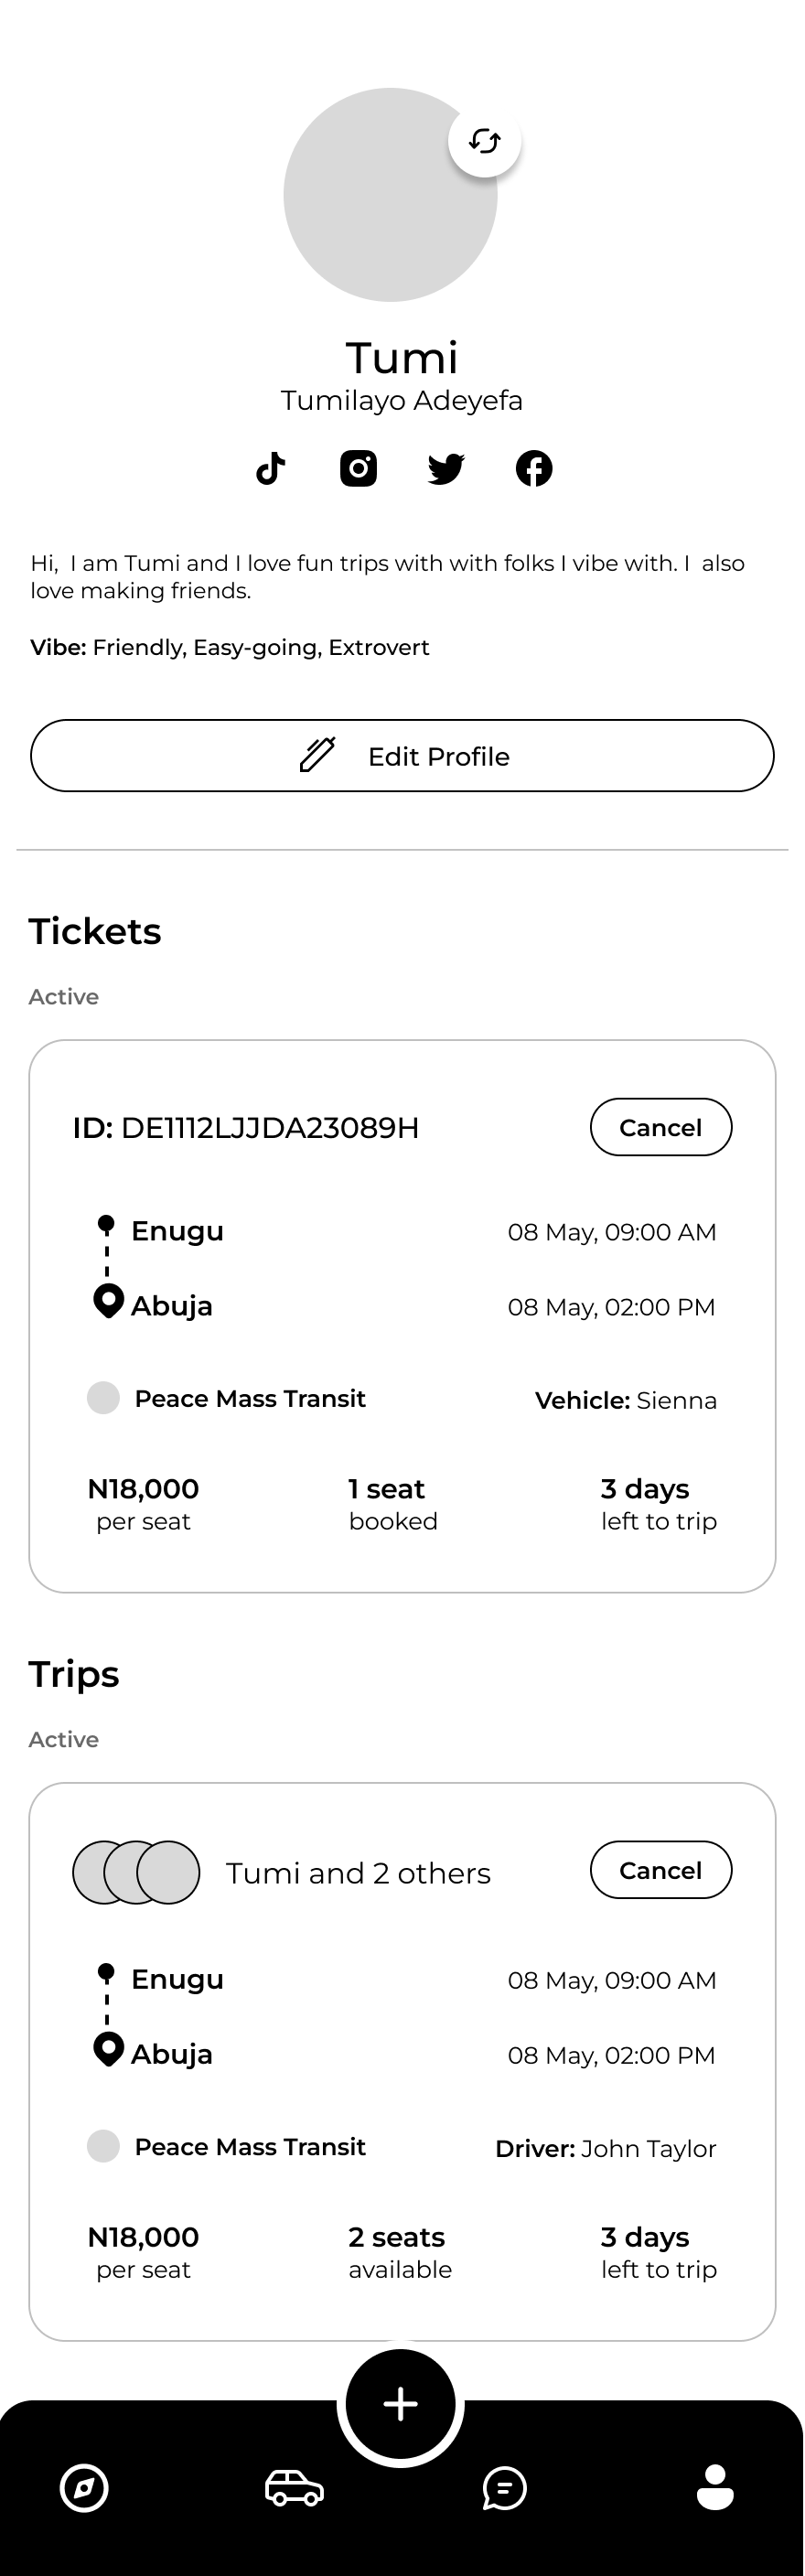 Tumi
Tumilayo Adeyefa
Hi,  I am Tumi and I love fun trips with with folks I vibe with. I  also
love making friends.
Vibe: Friendly, Easy-going, Extrovert
Edit Profile
Tickets
Active
ID: DE1112LJJDA23089H
Cancel
Enugu
08 May, 09:00 AM
Abuja
08 May, 02:00 PM
Peace Mass Transit
Vehicle: Sienna
N18,000
per seat
1 seat
booked
3 days
left to trip
Trips
Active
Tumi and 2 others
Cancel
Enugu
08 May, 09:00 AM
Abuja
08 May, 02:00 PM
Peace Mass Transit
Driver: John Taylor
N18,000
per seat
2 seats
available
3 days
left to trip